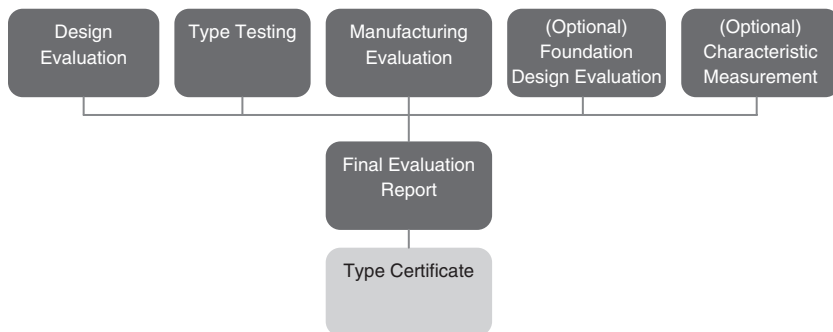 Design
Evaluation
Type Testing
Manufacturing
Evaluation
(Optional)
Foundation
Design Evaluation
(Optional)
Characteristic
Measurement
Final Evaluation
Report
Type Certificate